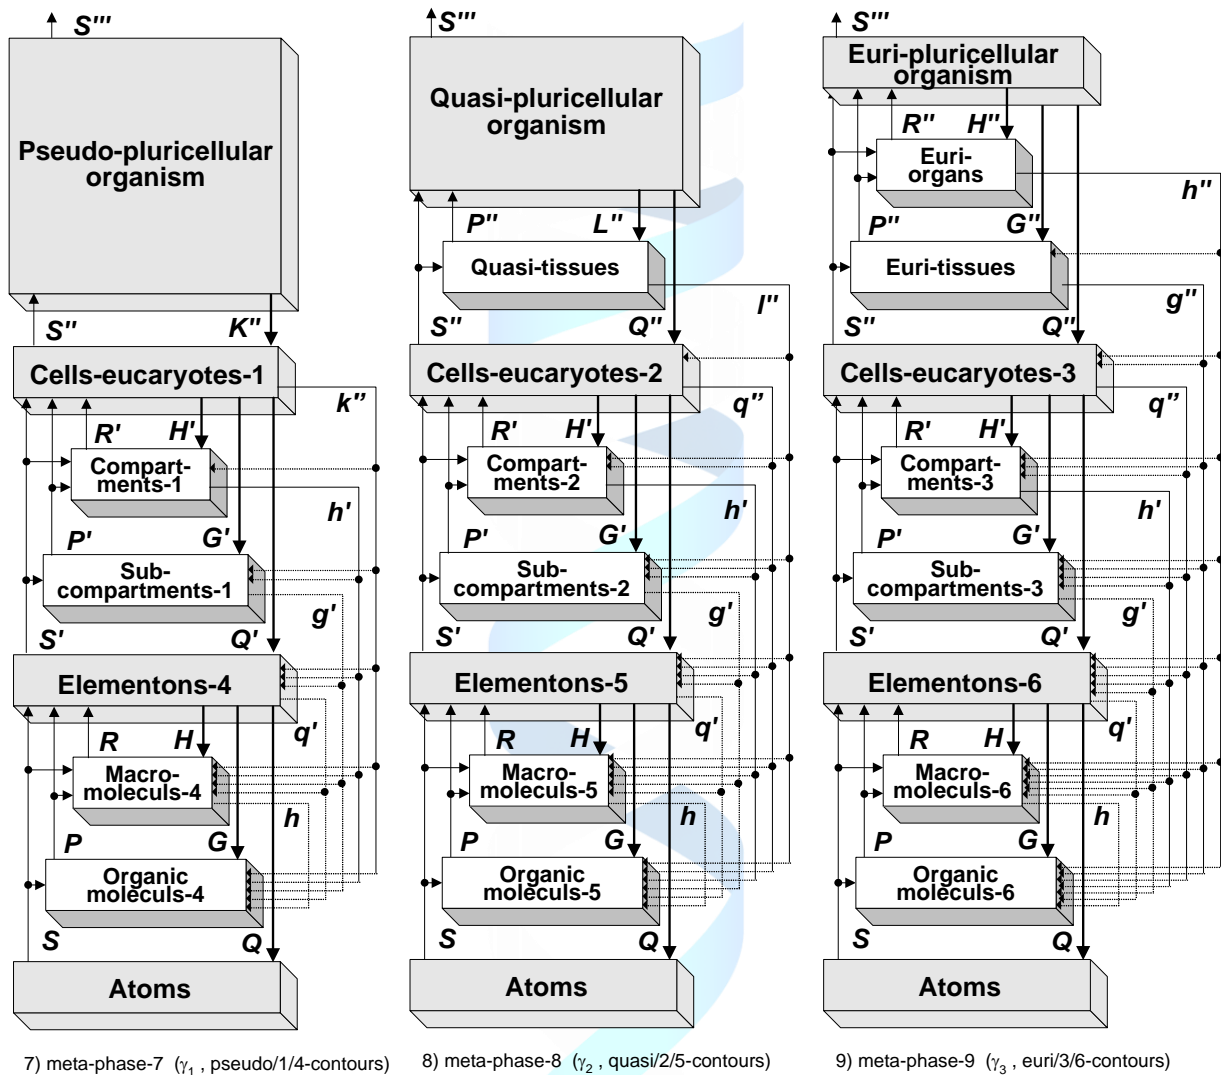 S'''
Pseudo-pluricellular
organism
S''
K''
Cells-eucaryotes-1
k''
R'
H'
Compart-
ments-1
h'
P'
G'
Sub-
compartments-1
g'
S'
Q'
Elementons-4
q'
R
H
Macro-
moleculs-4
h
P
G
Organic
moleculs-4
S
Q
Atoms
7) meta-phase-7 (γ1 , pseudo/1/4-contours)
S'''
Quasi-pluricellular
organism
P''
L''
Quasi-tissues
l''
S''
Q''
Cells-eucaryotes-2
q''
R'
H'
Compart-
ments-2
h'
P'
G'
Sub-
compartments-2
g'
S'
Q'
Elementons-5
q'
R
H
Macro-
moleculs-5
h
P
G
Organic
moleculs-5
S
Q
Atoms
8) meta-phase-8 (γ2 , quasi/2/5-contours)
S'''
Euri-pluricellular
organism
R''
H''
Euri-
organs
h''
P''
G''
Euri-tissues
g''
S''
Q''
Cells-eucaryotes-3
q''
R'
H'
Compart-
ments-3
h'
P'
G'
Sub-
compartments-3
g'
S'
Q'
Elementons-6
q'
R
H
Macro-
moleculs-6
h
P
G
Organic
moleculs-6
S
Q
Atoms
9) meta-phase-9 (γ3 , euri/3/6-contours)